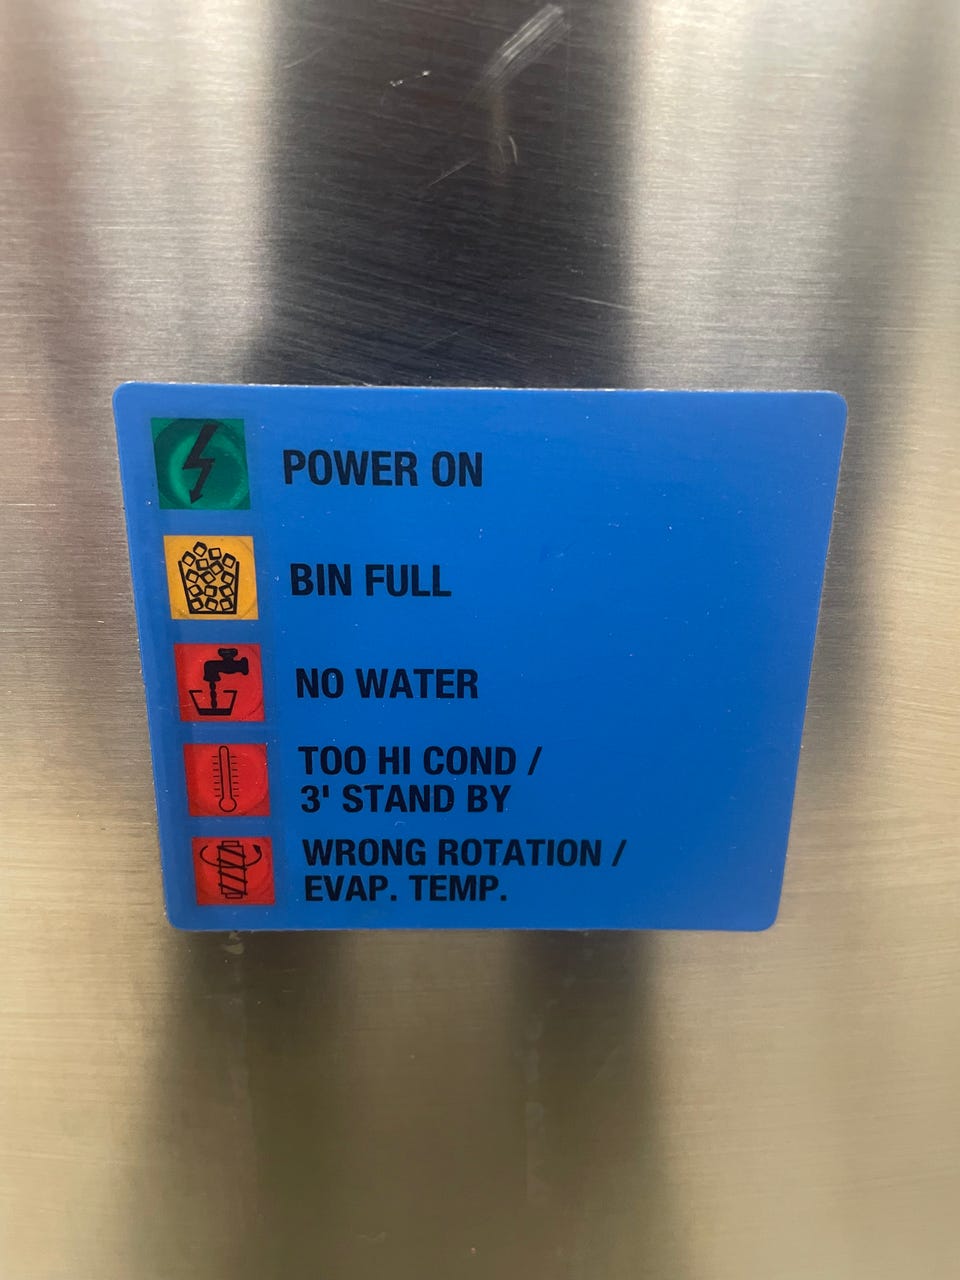 POWER ON
BIN FULL
NO WATER
TOO HI COND /
3' STAND BY
WRONG ROTATION /
EVAP. TEMP.